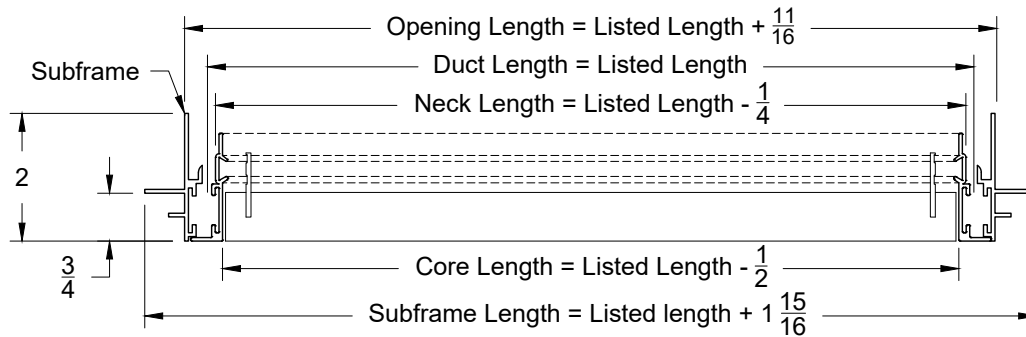 Opening Length = Listed Length + 11/16
Duct Length = Listed Length
Subframe
Neck Length = Listed Length - 1/4
2
3/4
Core Length = Listed Length - 1/2
Subframe Length = Listed length + 1 15/16